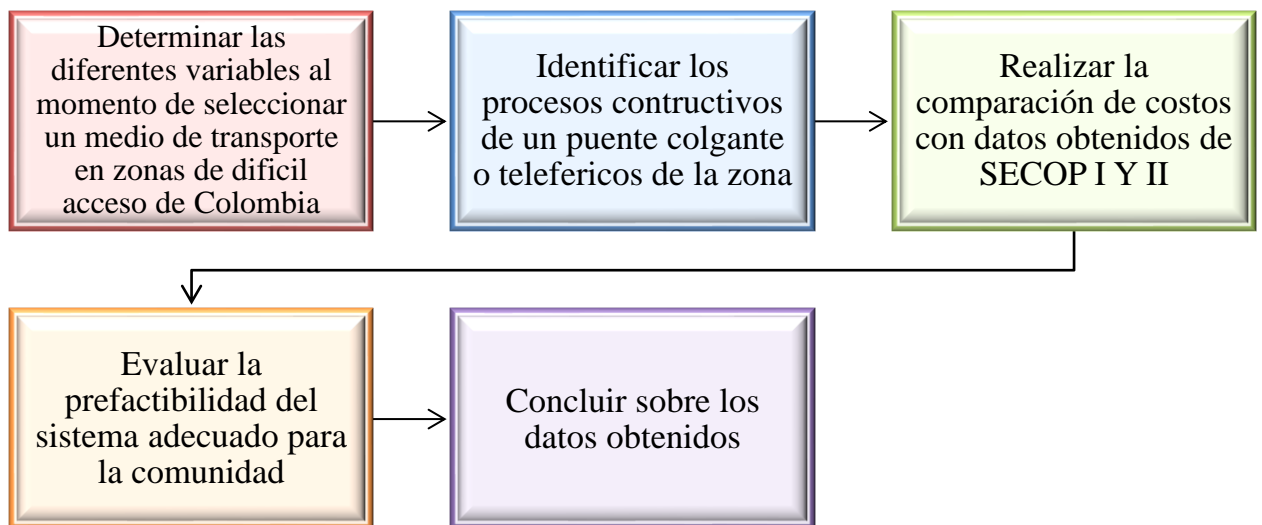 Determinar las
diferentes variables al
momento de seleccionar
un medio de transporte
en zonas de dificil
acceso de Colombia
Identificar los
procesos contructivos
de un puente colgante
o telefericos de la zona
Realizar la
comparación de costos
con datos obtenidos de
SECOP I Y II
Evaluar la
prefactibilidad del
sistema adecuado para
la comunidad
Concluir sobre los
datos obtenidos